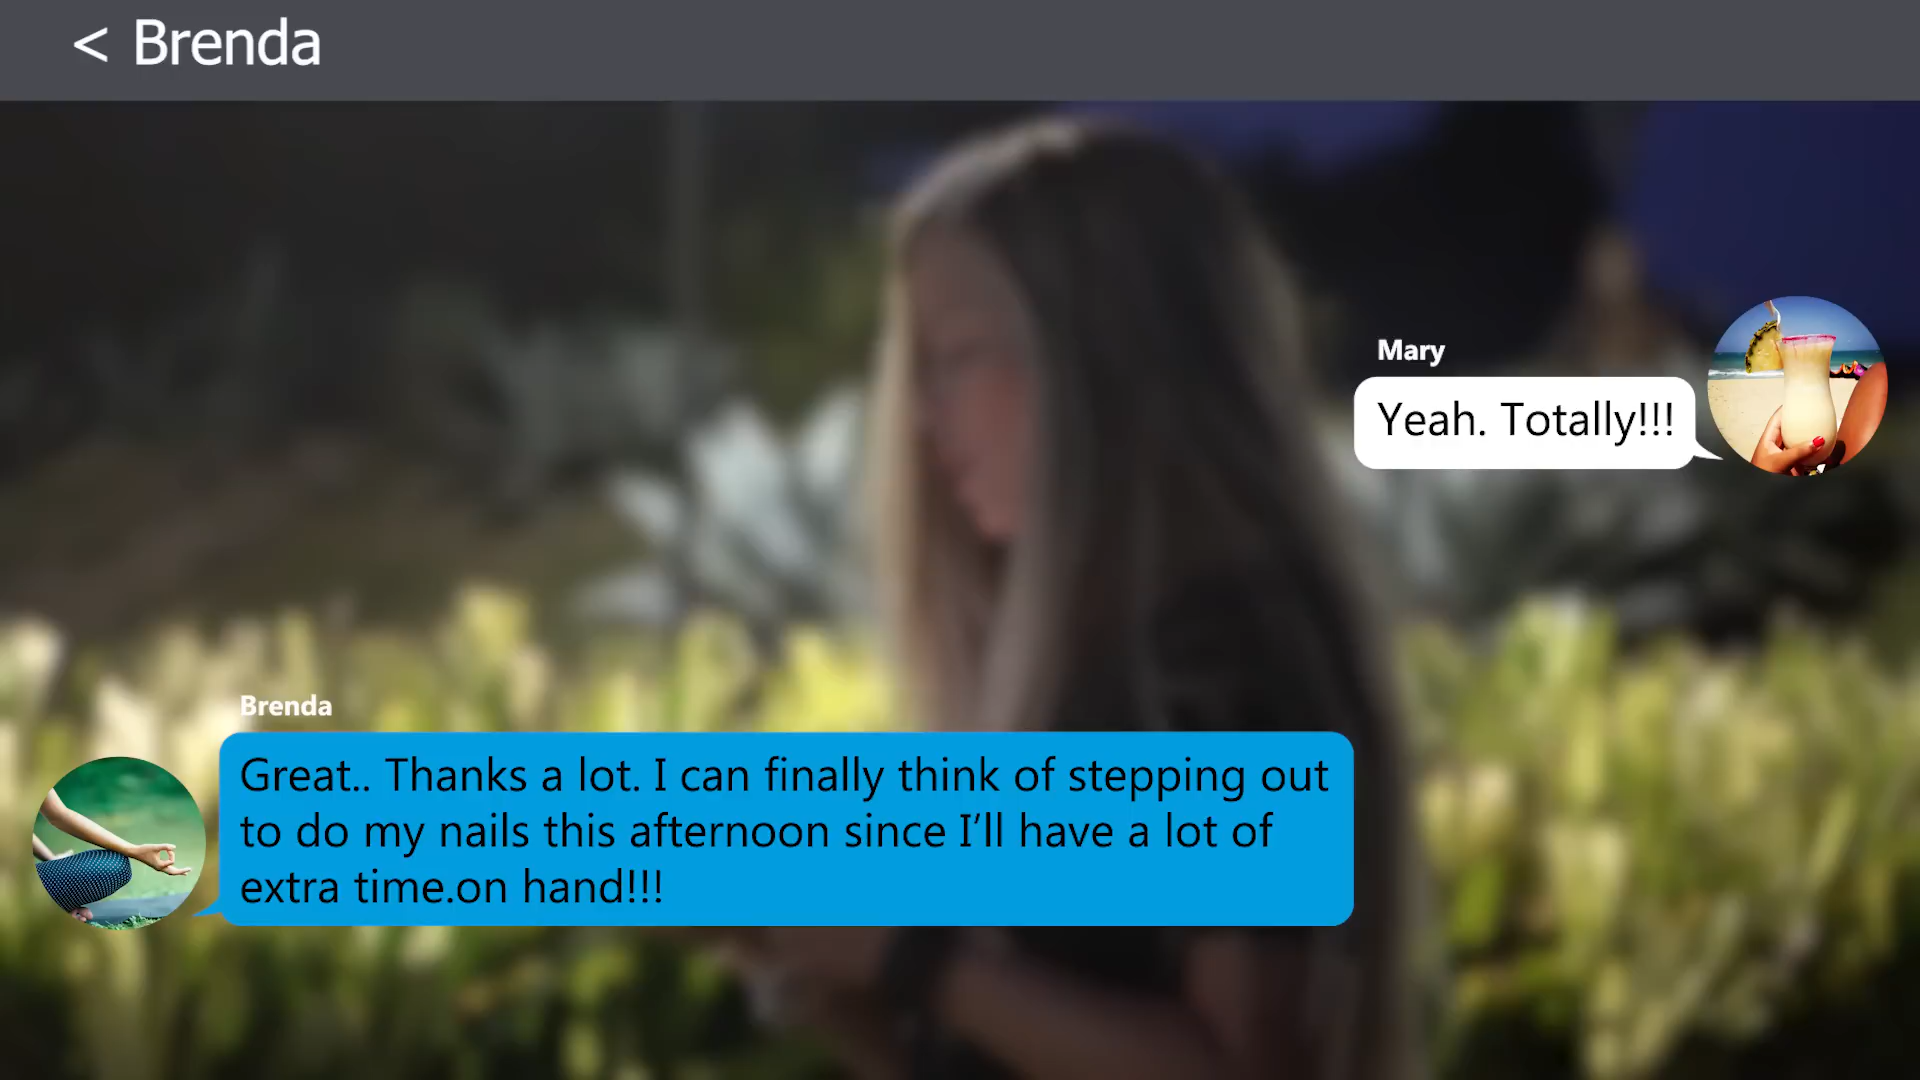 < Brenda
Mary
Yeah. Totally!!!
Brenda
Great.. Thanks a lot. I can finally think of stepping out
to do my nails this afternoon since I’ll have a lot of
extra time.on hand!!!